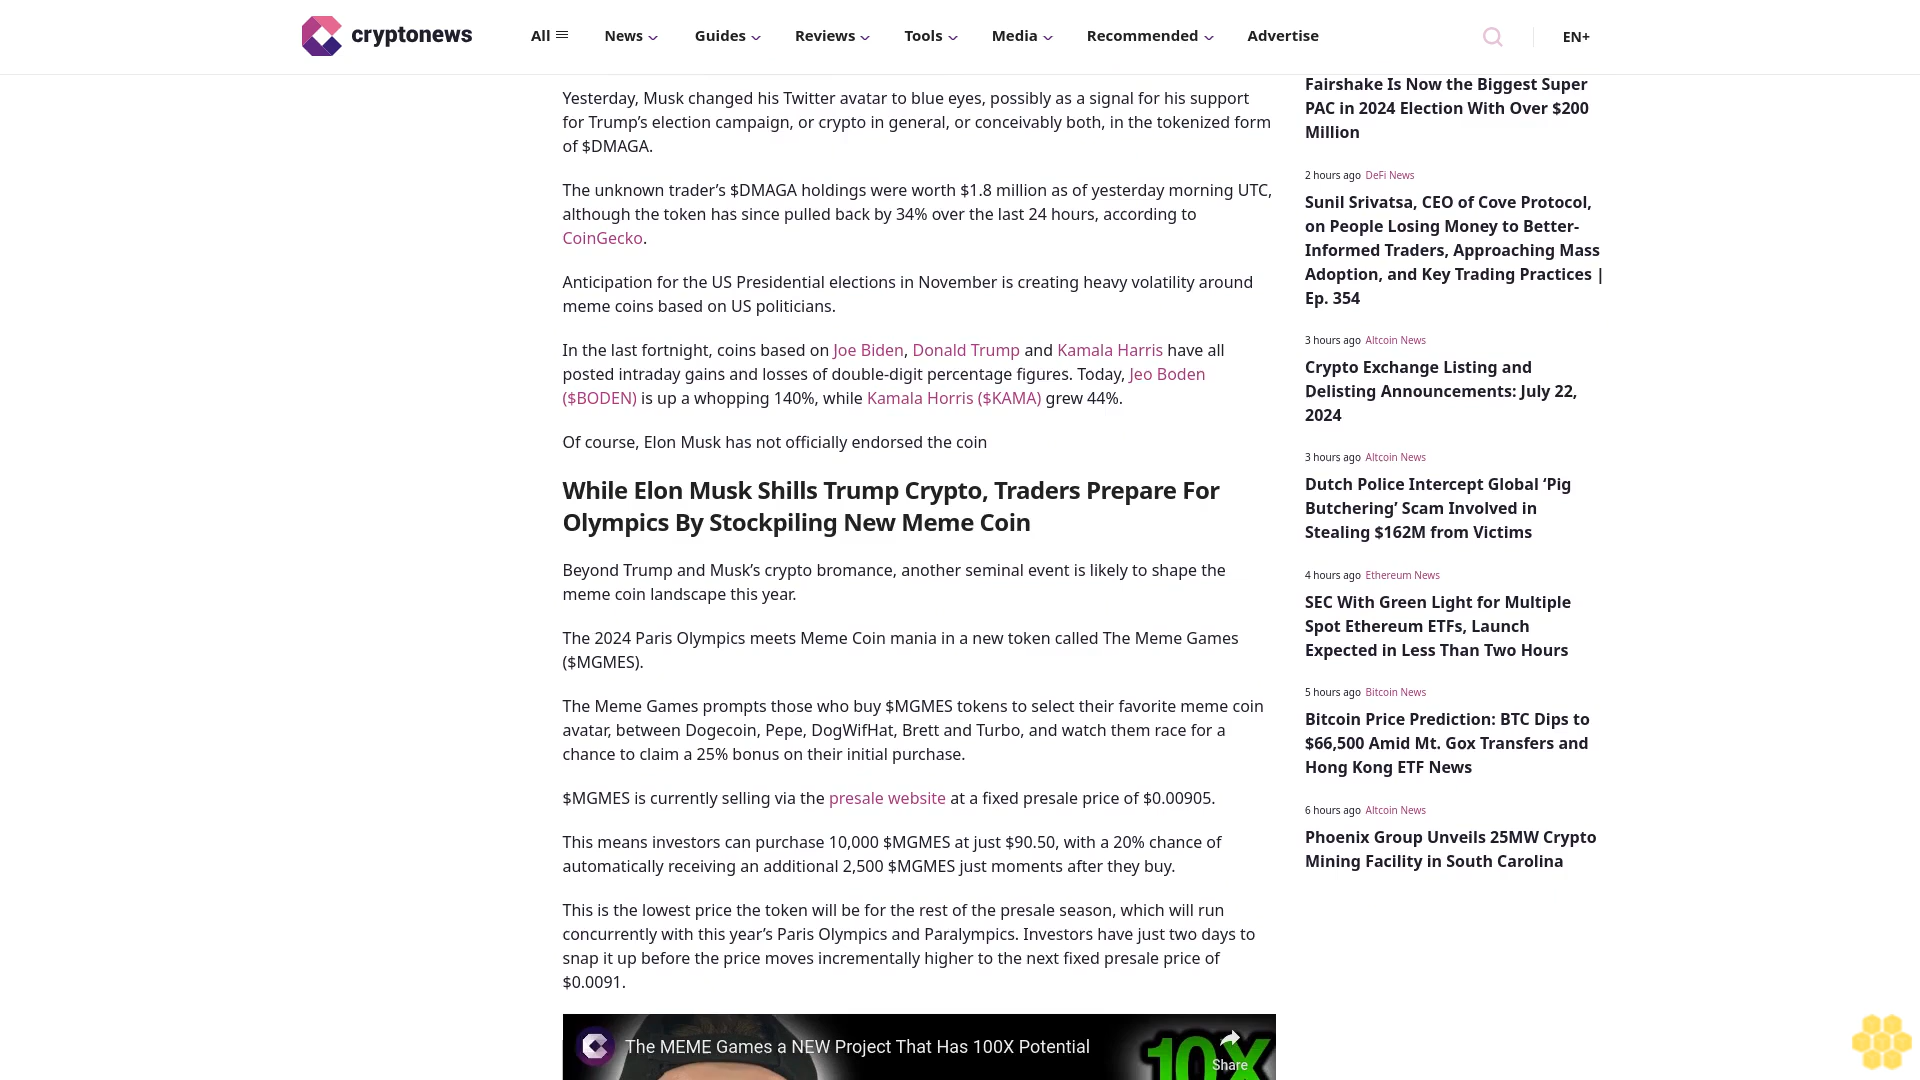 cryptonews
All
News
Guides
Reviews
Tools
Media
Recommended
Advertise
EN+
Yesterday, Musk changed his Twitter avatar to blue eyes, possibly as a signal for his support
for Trump’s election campaign, or crypto in general, or conceivably both, in the tokenized form
of $DMAGA.
The unknown trader’s $DMAGA holdings were worth $1.8 million as of yesterday morning UTC,
although the token has since pulled back by 34% over the last 24 hours, according to
CoinGecko.
Anticipation for the US Presidential elections in November is creating heavy volatility around
meme coins based on US politicians.
In the last fortnight, coins based on Joe Biden, Donald Trump and Kamala Harris have all
posted intraday gains and losses of double-digit percentage figures. Today, Jeo Boden
($BODEN) is up a whopping 140%, while Kamala Horris ($KAMA) grew 44%.
Of course, Elon Musk has not officially endorsed the coin
While Elon Musk Shills Trump Crypto, Traders Prepare For
Olympics By Stockpiling New Meme Coin
Beyond Trump and Musk’s crypto bromance, another seminal event is likely to shape the
meme coin landscape this year.
The 2024 Paris Olympics meets Meme Coin mania in a new token called The Meme Games
($MGMES).
The Meme Games prompts those who buy $MGMES tokens to select their favorite meme coin
avatar, between Dogecoin, Pepe, DogWifHat, Brett and Turbo, and watch them race for a
chance to claim a 25% bonus on their initial purchase.
$MGMES is currently selling via the presale website at a fixed presale price of $0.00905.
This means investors can purchase 10,000 $MGMES at just $90.50, with a 20% chance of
automatically receiving an additional 2,500 $MGMES just moments after they buy.
This is the lowest price the token will be for the rest of the presale season, which will run
concurrently with this year’s Paris Olympics and Paralympics. Investors have just two days to
snap it up before the price moves incrementally higher to the next fixed presale price of
$0.0091.
The MEME Games a NEW Project That Has 100X Potential
Share
10X
Fairshake Is Now the Biggest Super
PAC in 2024 Election With Over $200
Million
2 hours ago DeFi News
Sunil Srivatsa, CEO of Cove Protocol,
on People Losing Money to Better-
Informed Traders, Approaching Mass
Adoption, and Key Trading Practices |
Ep. 354
3 hours ago Altcoin News
Crypto Exchange Listing and
Delisting Announcements: July 22,
2024
3 hours ago Altcoin News
Dutch Police Intercept Global ‘Pig
Butchering’ Scam Involved in
Stealing $162M from Victims
4 hours ago Ethereum News
SEC With Green Light for Multiple
Spot Ethereum ETFs, Launch
Expected in Less Than Two Hours
5 hours ago Bitcoin News
Bitcoin Price Prediction: BTC Dips to
$66,500 Amid Mt. Gox Transfers and
Hong Kong ETF News
6 hours ago Altcoin News
Phoenix Group Unveils 25MW Crypto
Mining Facility in South Carolina